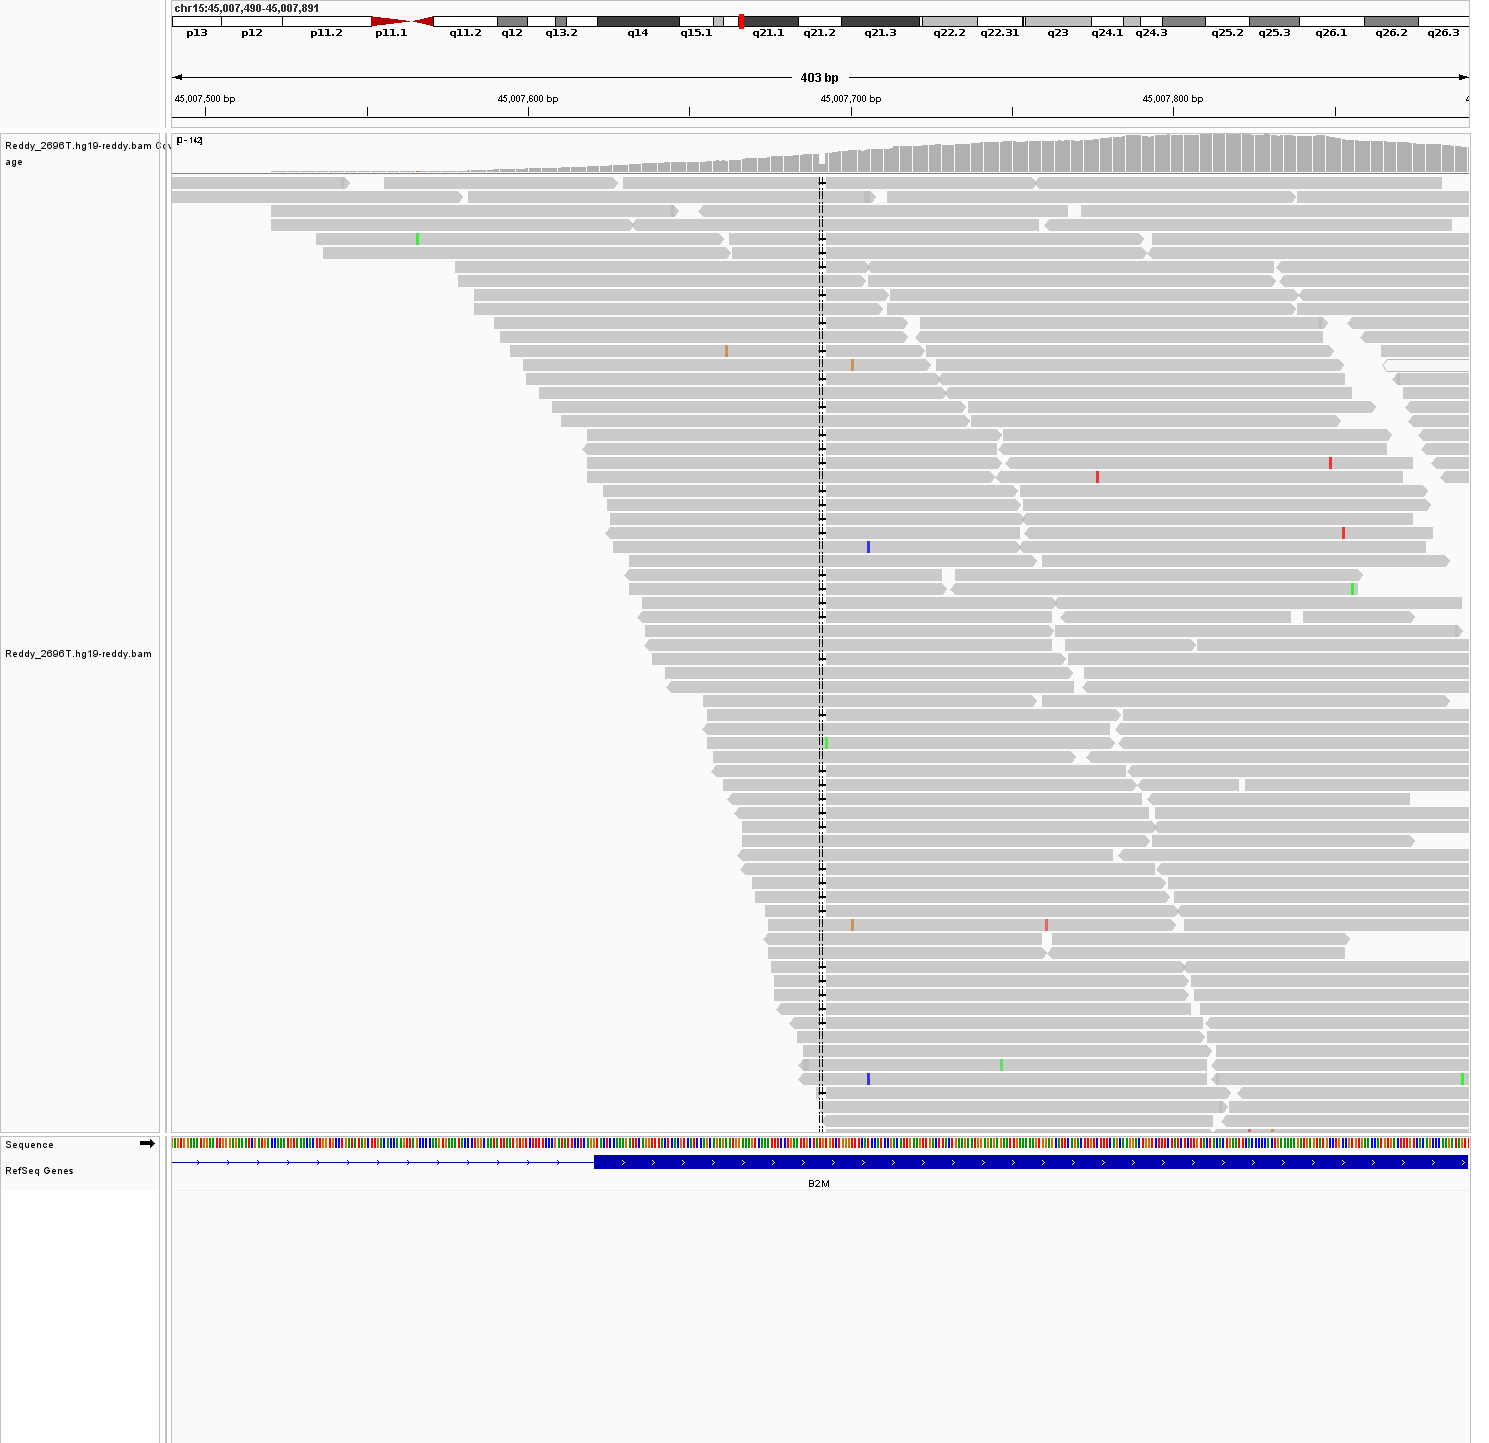 chr15:45,007,490-45,007,891
p13 p12 p11.2 p11.1 q11.2 q12 q13.2 q14 q15.1 q21.1 q21.2 q21.3 q22.2 q22.31 q23 q24.1 q24.3 q25.2 q25.3 q26.1 q26.2 q26.3
403 bp
45,007,500 bp 45,007,600 bp 45,007,700 bp 45,007,800 bp 4
[0 - 142]
Reddy_2696T.hg19-reddy.bam Cov
age
Reddy_2696T.hg19-reddy.bam
Sequence
RefSeq Genes
B2M